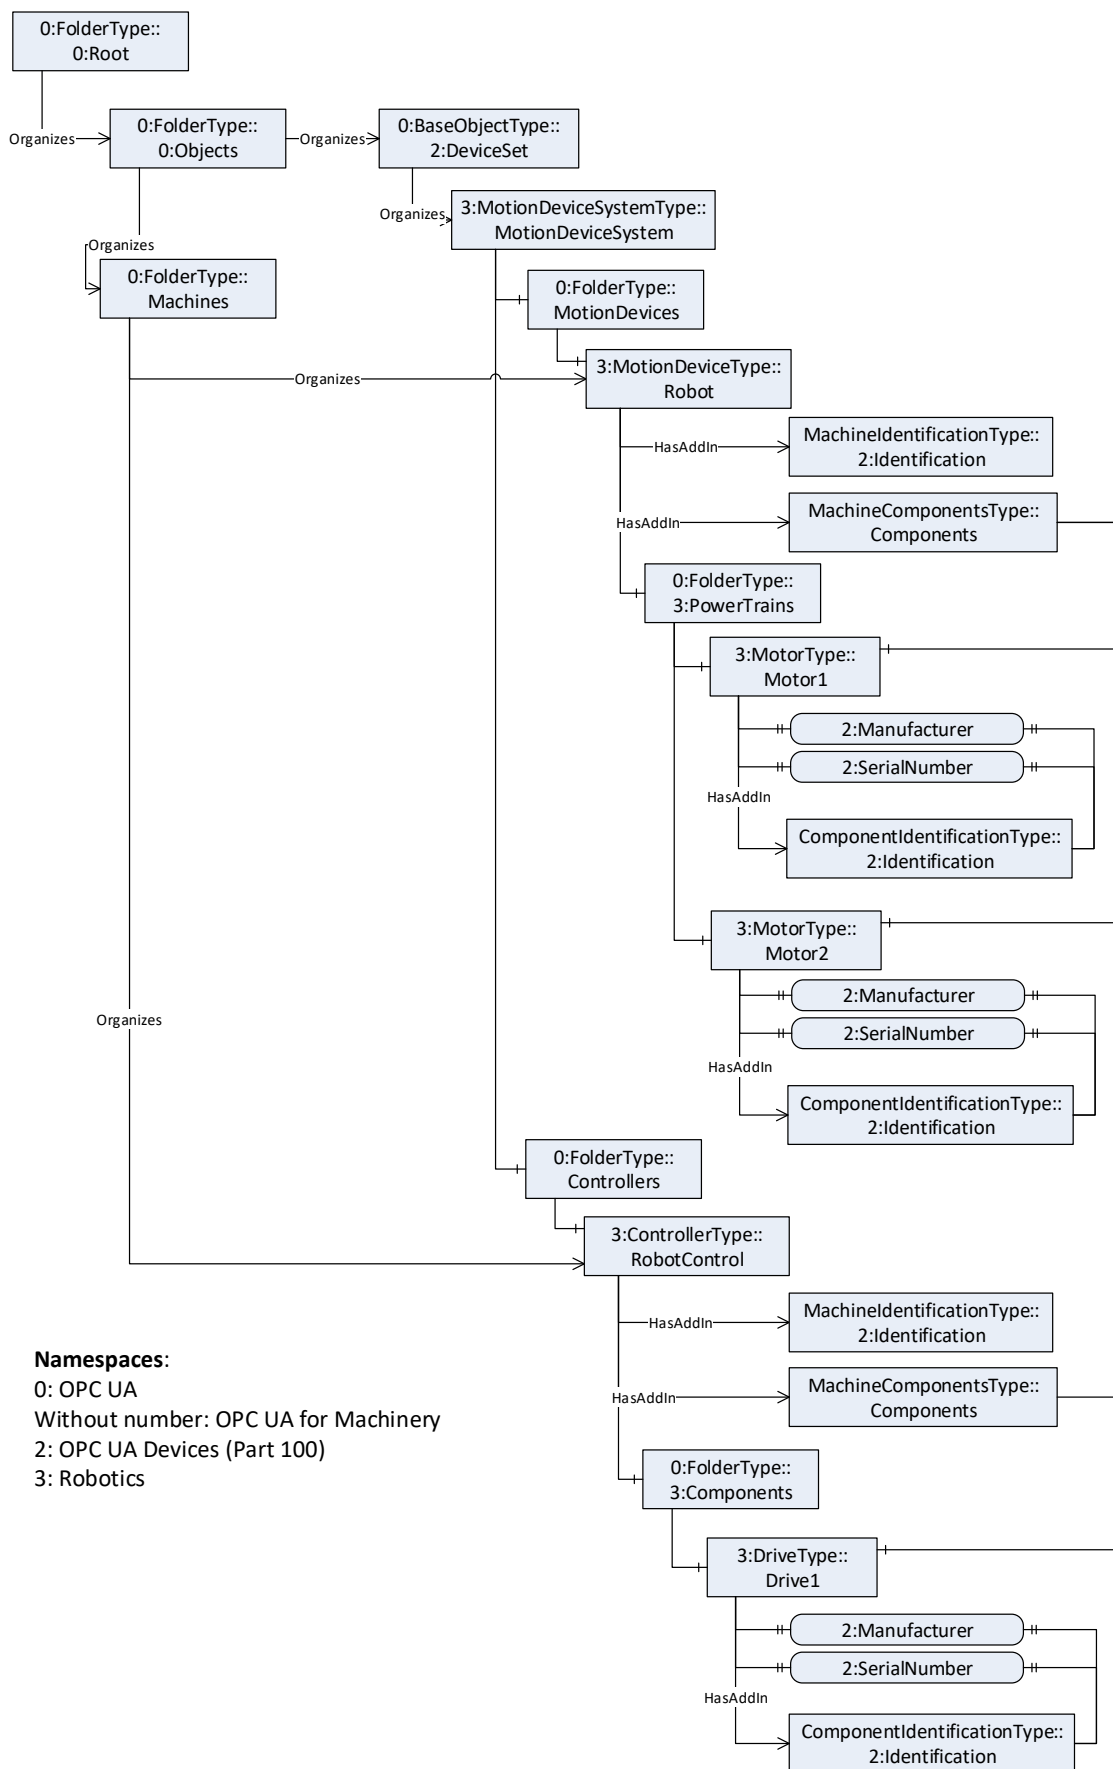 0:FolderType::
0:Root
Organizes
0:FolderType::
0:Objects
Organizes
0:BaseObjectType::
2:DeviceSet
Organizes
3:MotionDeviceSystemType::
MotionDeviceSystem
Organizes
0:FolderType::
Machines
0:FolderType::
MotionDevices
Organizes
3:MotionDeviceType::
Robot
HasAddIn
MachineIdentificationType::
2:Identification
HasAddIn
MachineComponentsType::
Components
0:FolderType::
3:PowerTrains
3:MotorType::
Motor1
2:Manufacturer
2:SerialNumber
HasAddIn
ComponentIdentificationType::
2:Identification
3:MotorType::
Motor2
2:Manufacturer
2:SerialNumber
HasAddIn
ComponentIdentificationType::
2:Identification
Organizes
0:FolderType::
Controllers
3:ControllerType::
RobotControl
HasAddIn
MachineIdentificationType::
2:Identification
HasAddIn
MachineComponentsType::
Components
0:FolderType::
3:Components
3:DriveType::
Drive1
2:Manufacturer
2:SerialNumber
HasAddIn
ComponentIdentificationType::
2:Identification
Namespaces:
0: OPC UA
Without number: OPC UA for Machinery
2: OPC UA Devices (Part 100)
3: Robotics